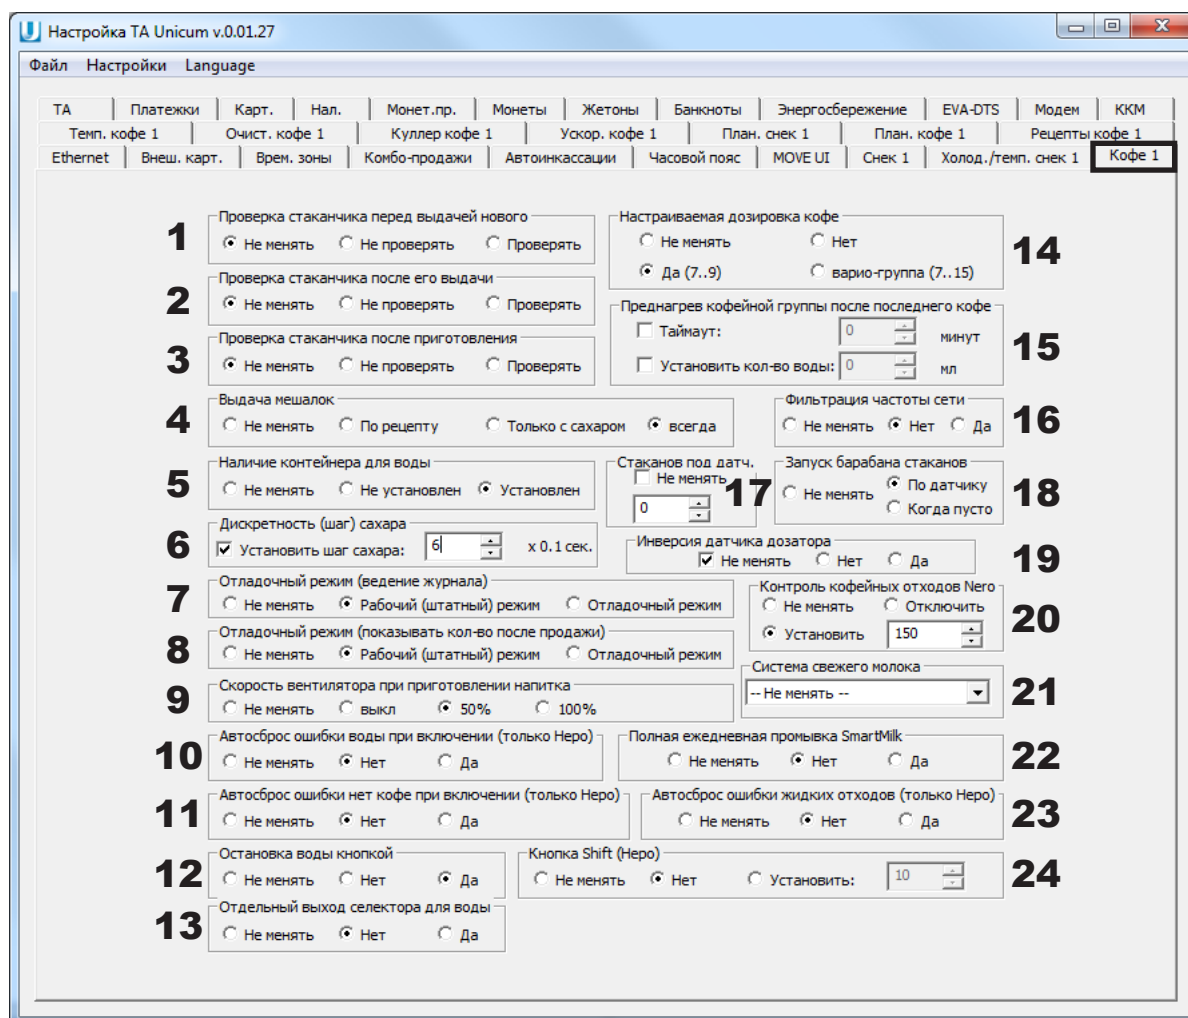 Настройка TA Unicum v.0.01.27
Файл Настройки Language
ТА Платежки Карт. Нал. Монет.пр. Монеты Жетоны Банкноты Энергосбережение EVA-DTS Модем ККМ
Темп. кофе 1 Очист. кофе 1 Куллер кофе 1 Ускор. кофе 1 План. снек 1 План. кофе 1 Рецепты кофе 1
Ethernet Внеш. карт. Врем. зоны Комбо-продажи Автоинкассации Часовой пояс MOVE UI Снек 1 Холод./темп. снек 1 Кофе 1
1
Проверка стаканчика перед выдачей нового
Не менять Не проверять Проверять
2
Проверка стаканчика после его выдачи
Не менять Не проверять Проверять
3
Проверка стаканчика после приготовления
Не менять Не проверять Проверять
4
Выдача мешалок
Не менять По рецепту Только с сахаром всегда
5
Наличие контейнера для воды
Не менять Не установлен Установлен
6
Дискретность (шаг) сахара
Установить шаг сахара: 6 x 0.1 сек.
7
Отладочный режим (ведение журнала)
Не менять Рабочий (штатный) режим Отладочный режим
8
Отладочный режим (показывать кол-во после продажи)
Не менять Рабочий (штатный) режим Отладочный режим
9
Скорость вентилятора при приготовлении напитка
Не менять выкл 50% 100%
10
Автосброс ошибки воды при включении (только Неро)
Не менять Нет Да
11
Автосброс ошибки нет кофе при включении (только Неро)
Не менять Нет Да
12
Остановка воды кнопкой
Не менять Нет Да
13
Отдельный выход селектора для воды
Не менять Нет Да
Настраиваемая дозировка кофе
Не менять Нет
Да (7..9) варио-группа (7..15)
14
Преднагрев кофейной группы после последнего кофе
Таймаут: 0 минут
Установить кол-во воды: 0 мл
15
Фильтрация частоты сети
Не менять Нет Да
16
Стаканов под датч.
Не менять
0
17
Запуск барабана стаканов
Не менять По датчику
Когда пусто
18
Инверсия датчика дозатора
Не менять Нет Да
19
Контроль кофейных отходов Nero
Не менять Отключить
Установить 150
20
Система свежего молока
-- Не менять --
21
Полная ежедневная промывка SmartMilk
Не менять Нет Да
22
Автосброс ошибки жидких отходов (только Неро)
Не менять Нет Да
23
Кнопка Shift (Неро)
Не менять Нет Установить: 10
24